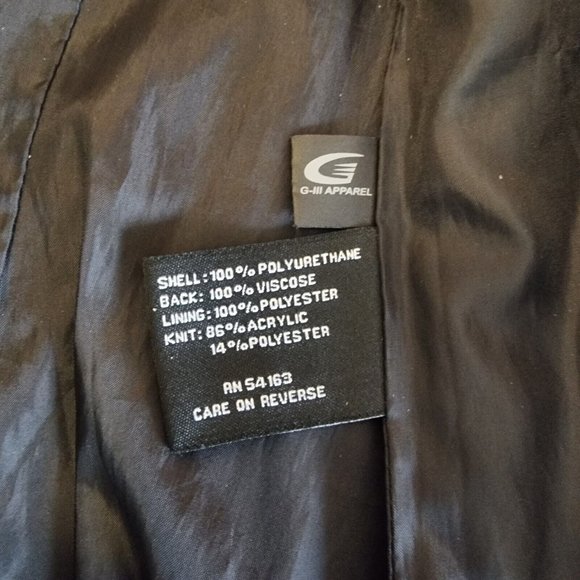 G-III APPAREL
SHELL: 100% POLYURETHANE
BACK: 100% VISCOSE
LINING: 100% POLYESTER
KNIT: 86% ACRYLIC
14% POLYESTER
RN 54163
CARE ON REVERSE